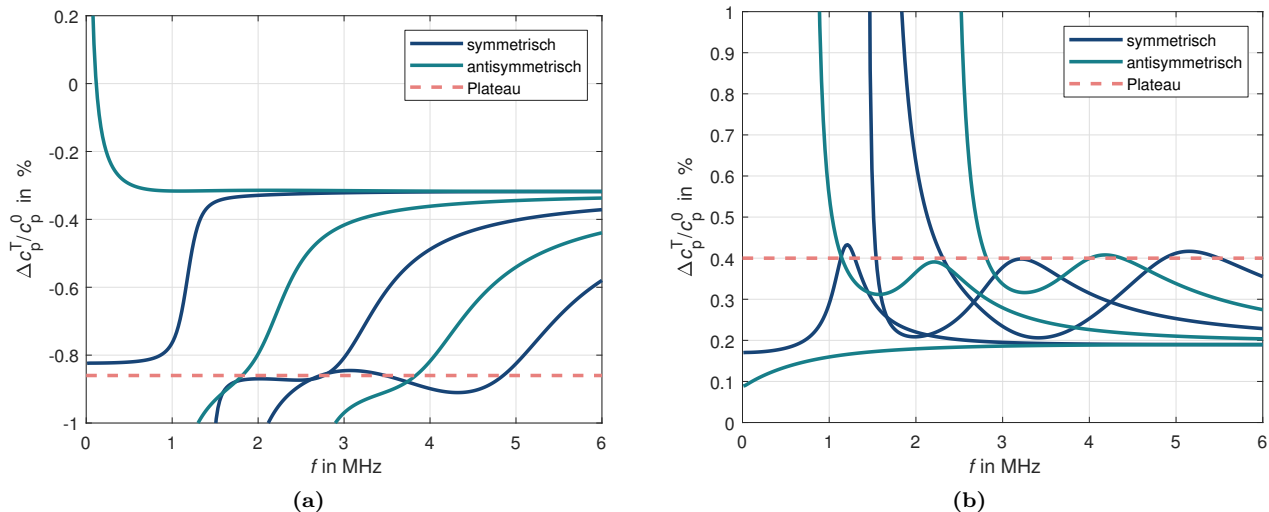 0.2
0
-0.2
-0.4
-0.6
-0.8
-1
0 1 2 3 4 5 6
Δc_p^T/c_p^0 in %
f in MHz
symmetrisch
antisymmetrisch
Plateau
(a)
1
0.9
0.8
0.7
0.6
0.5
0.4
0.3
0.2
0.1
0
0 1 2 3 4 5 6
Δc_p^T/c_p^0 in %
f in MHz
symmetrisch
antisymmetrisch
Plateau
(b)